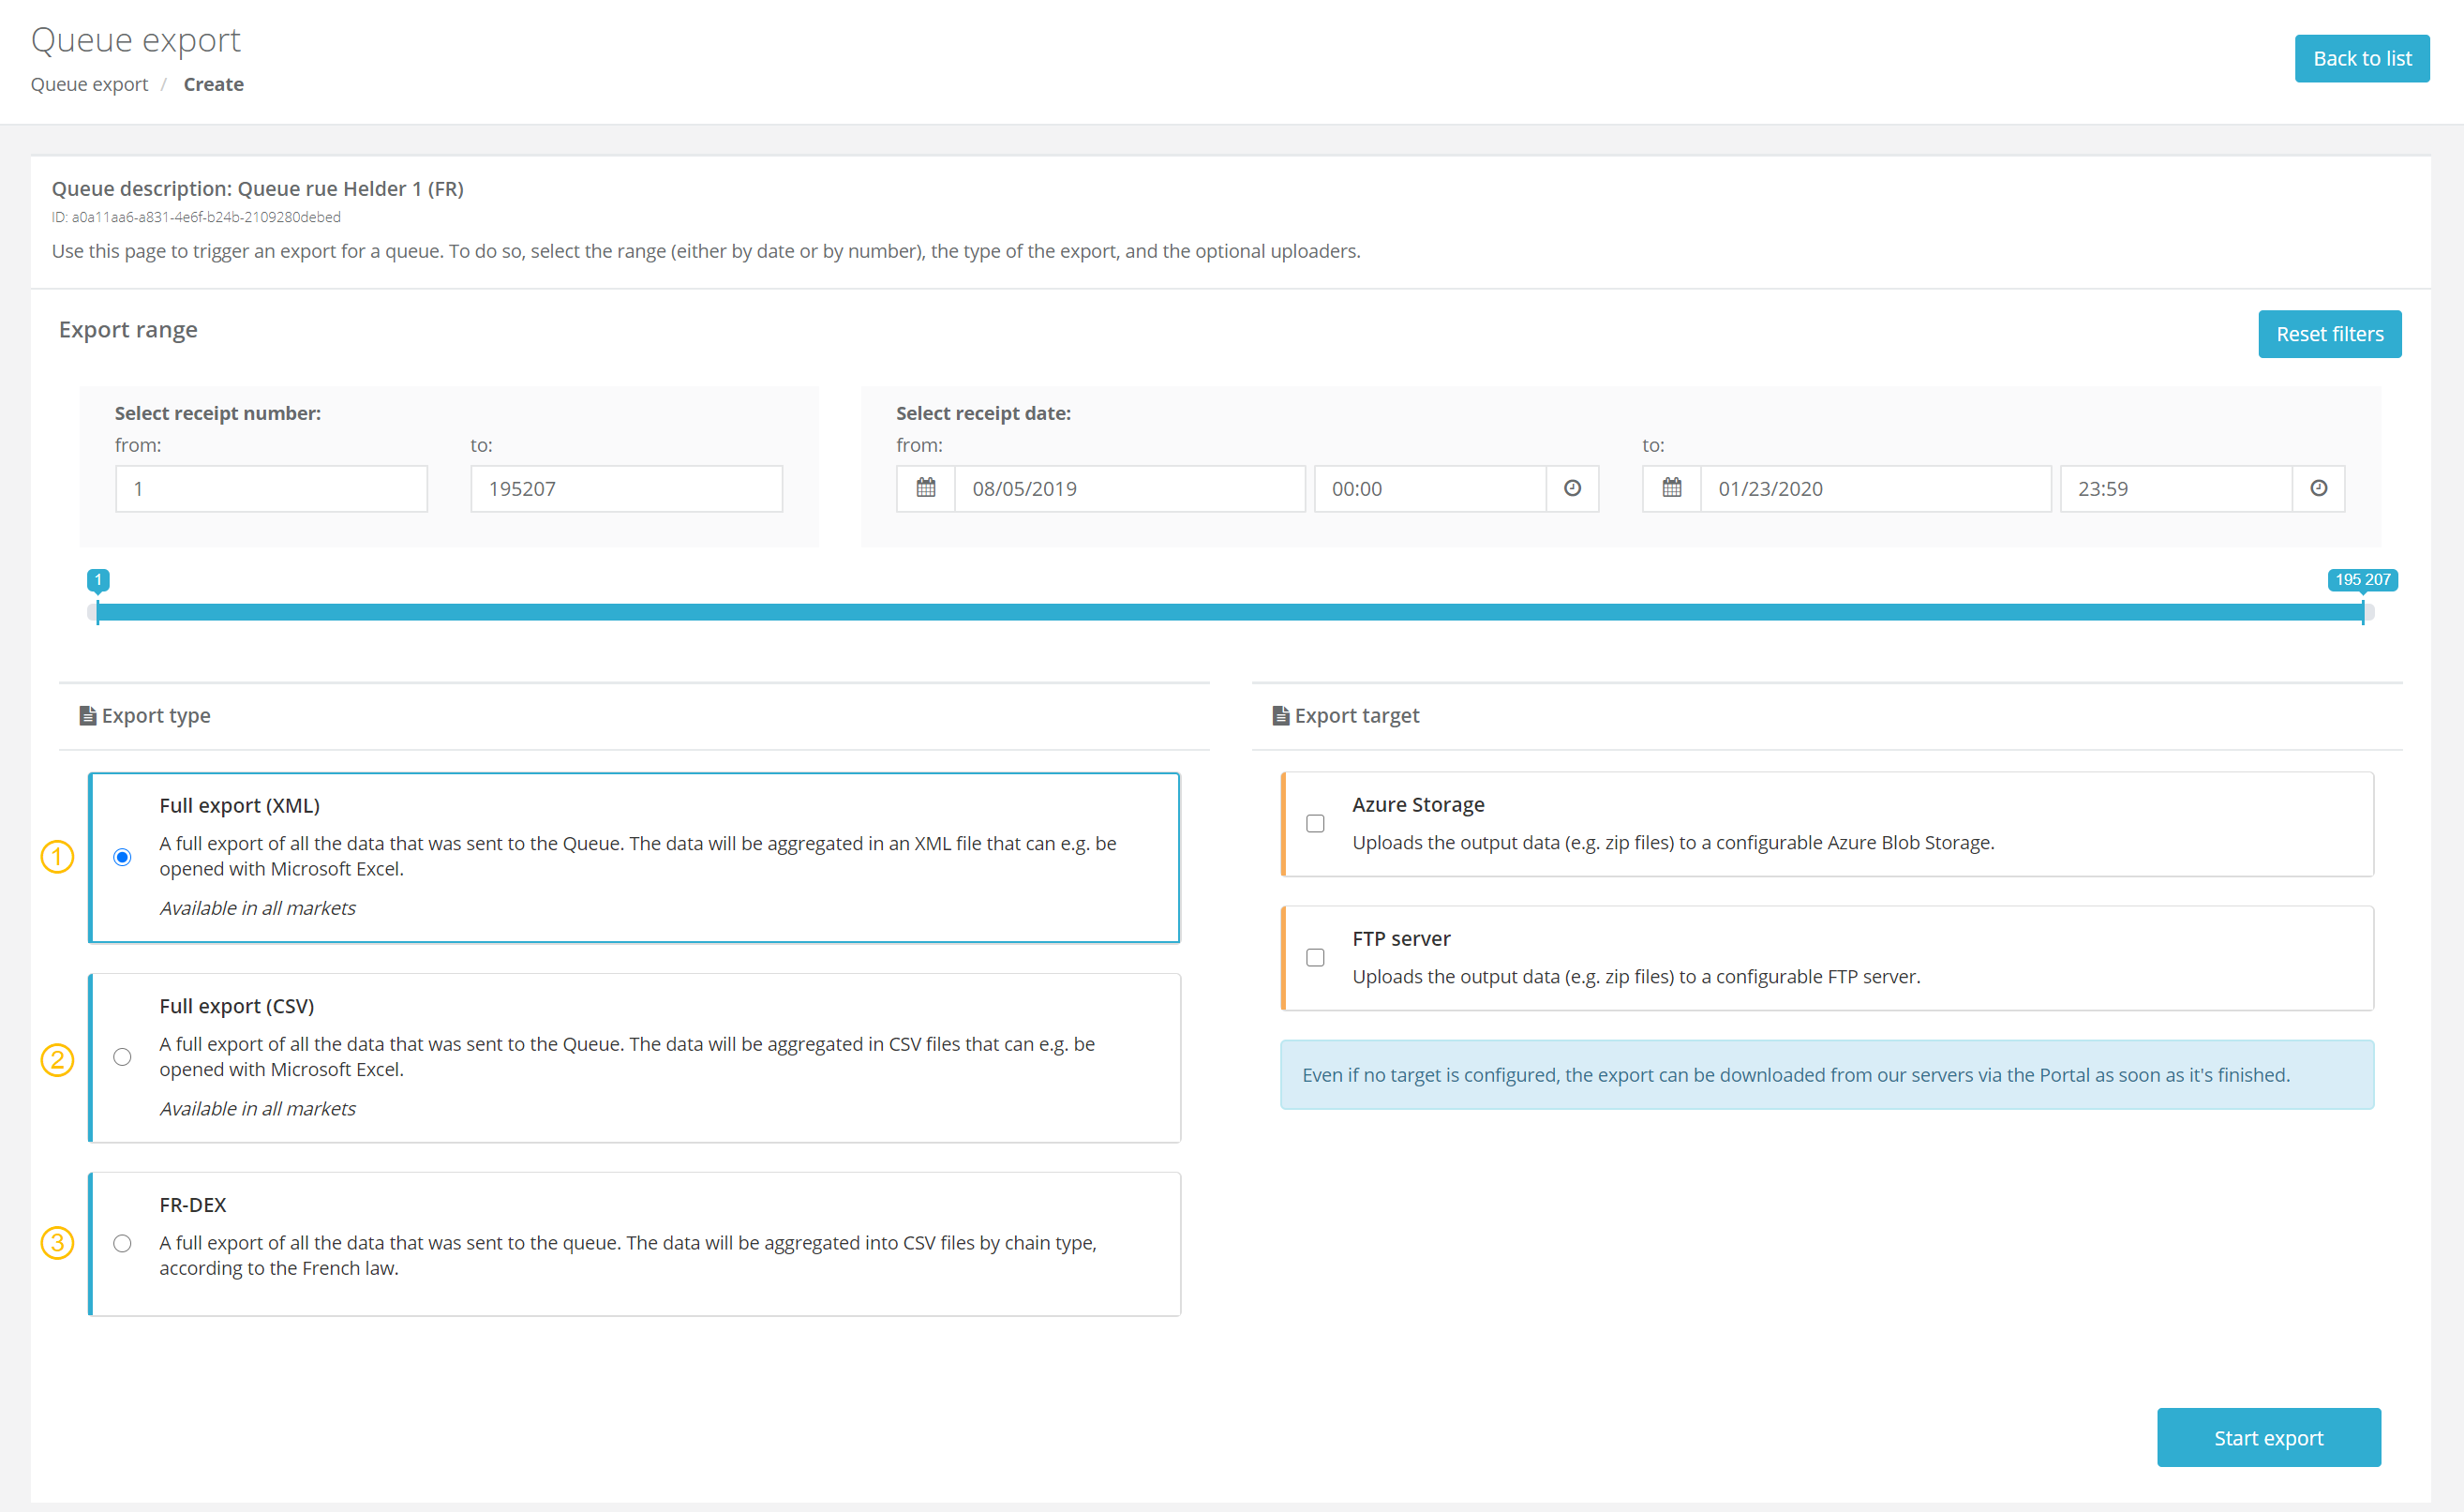 Queue export
Back to list
Queue export / Create
Queue description: Queue rue Helder 1 (FR)
ID: a0a11aa6-a831-4e6f-b24b-2109280debed
Use this page to trigger an export for a queue. To do so, select the range (either by date or by number), the type of the export, and the optional uploaders.
Export range
Reset filters
Select receipt number:
from:
to:
1
195207
Select receipt date:
from:
to:
08/05/2019
00:00
01/23/2020
23:59
1
195 207
Export type
1
Full export (XML)
A full export of all the data that was sent to the Queue. The data will be aggregated in an XML file that can e.g. be
opened with Microsoft Excel.
Available in all markets
2
Full export (CSV)
A full export of all the data that was sent to the Queue. The data will be aggregated in CSV files that can e.g. be
opened with Microsoft Excel.
Available in all markets
3
FR-DEX
A full export of all the data that was sent to the queue. The data will be aggregated into CSV files by chain type,
according to the French law.
Export target
Azure Storage
Uploads the output data (e.g. zip files) to a configurable Azure Blob Storage.
FTP server
Uploads the output data (e.g. zip files) to a configurable FTP server.
Even if no target is configured, the export can be downloaded from our servers via the Portal as soon as it's finished.
Start export